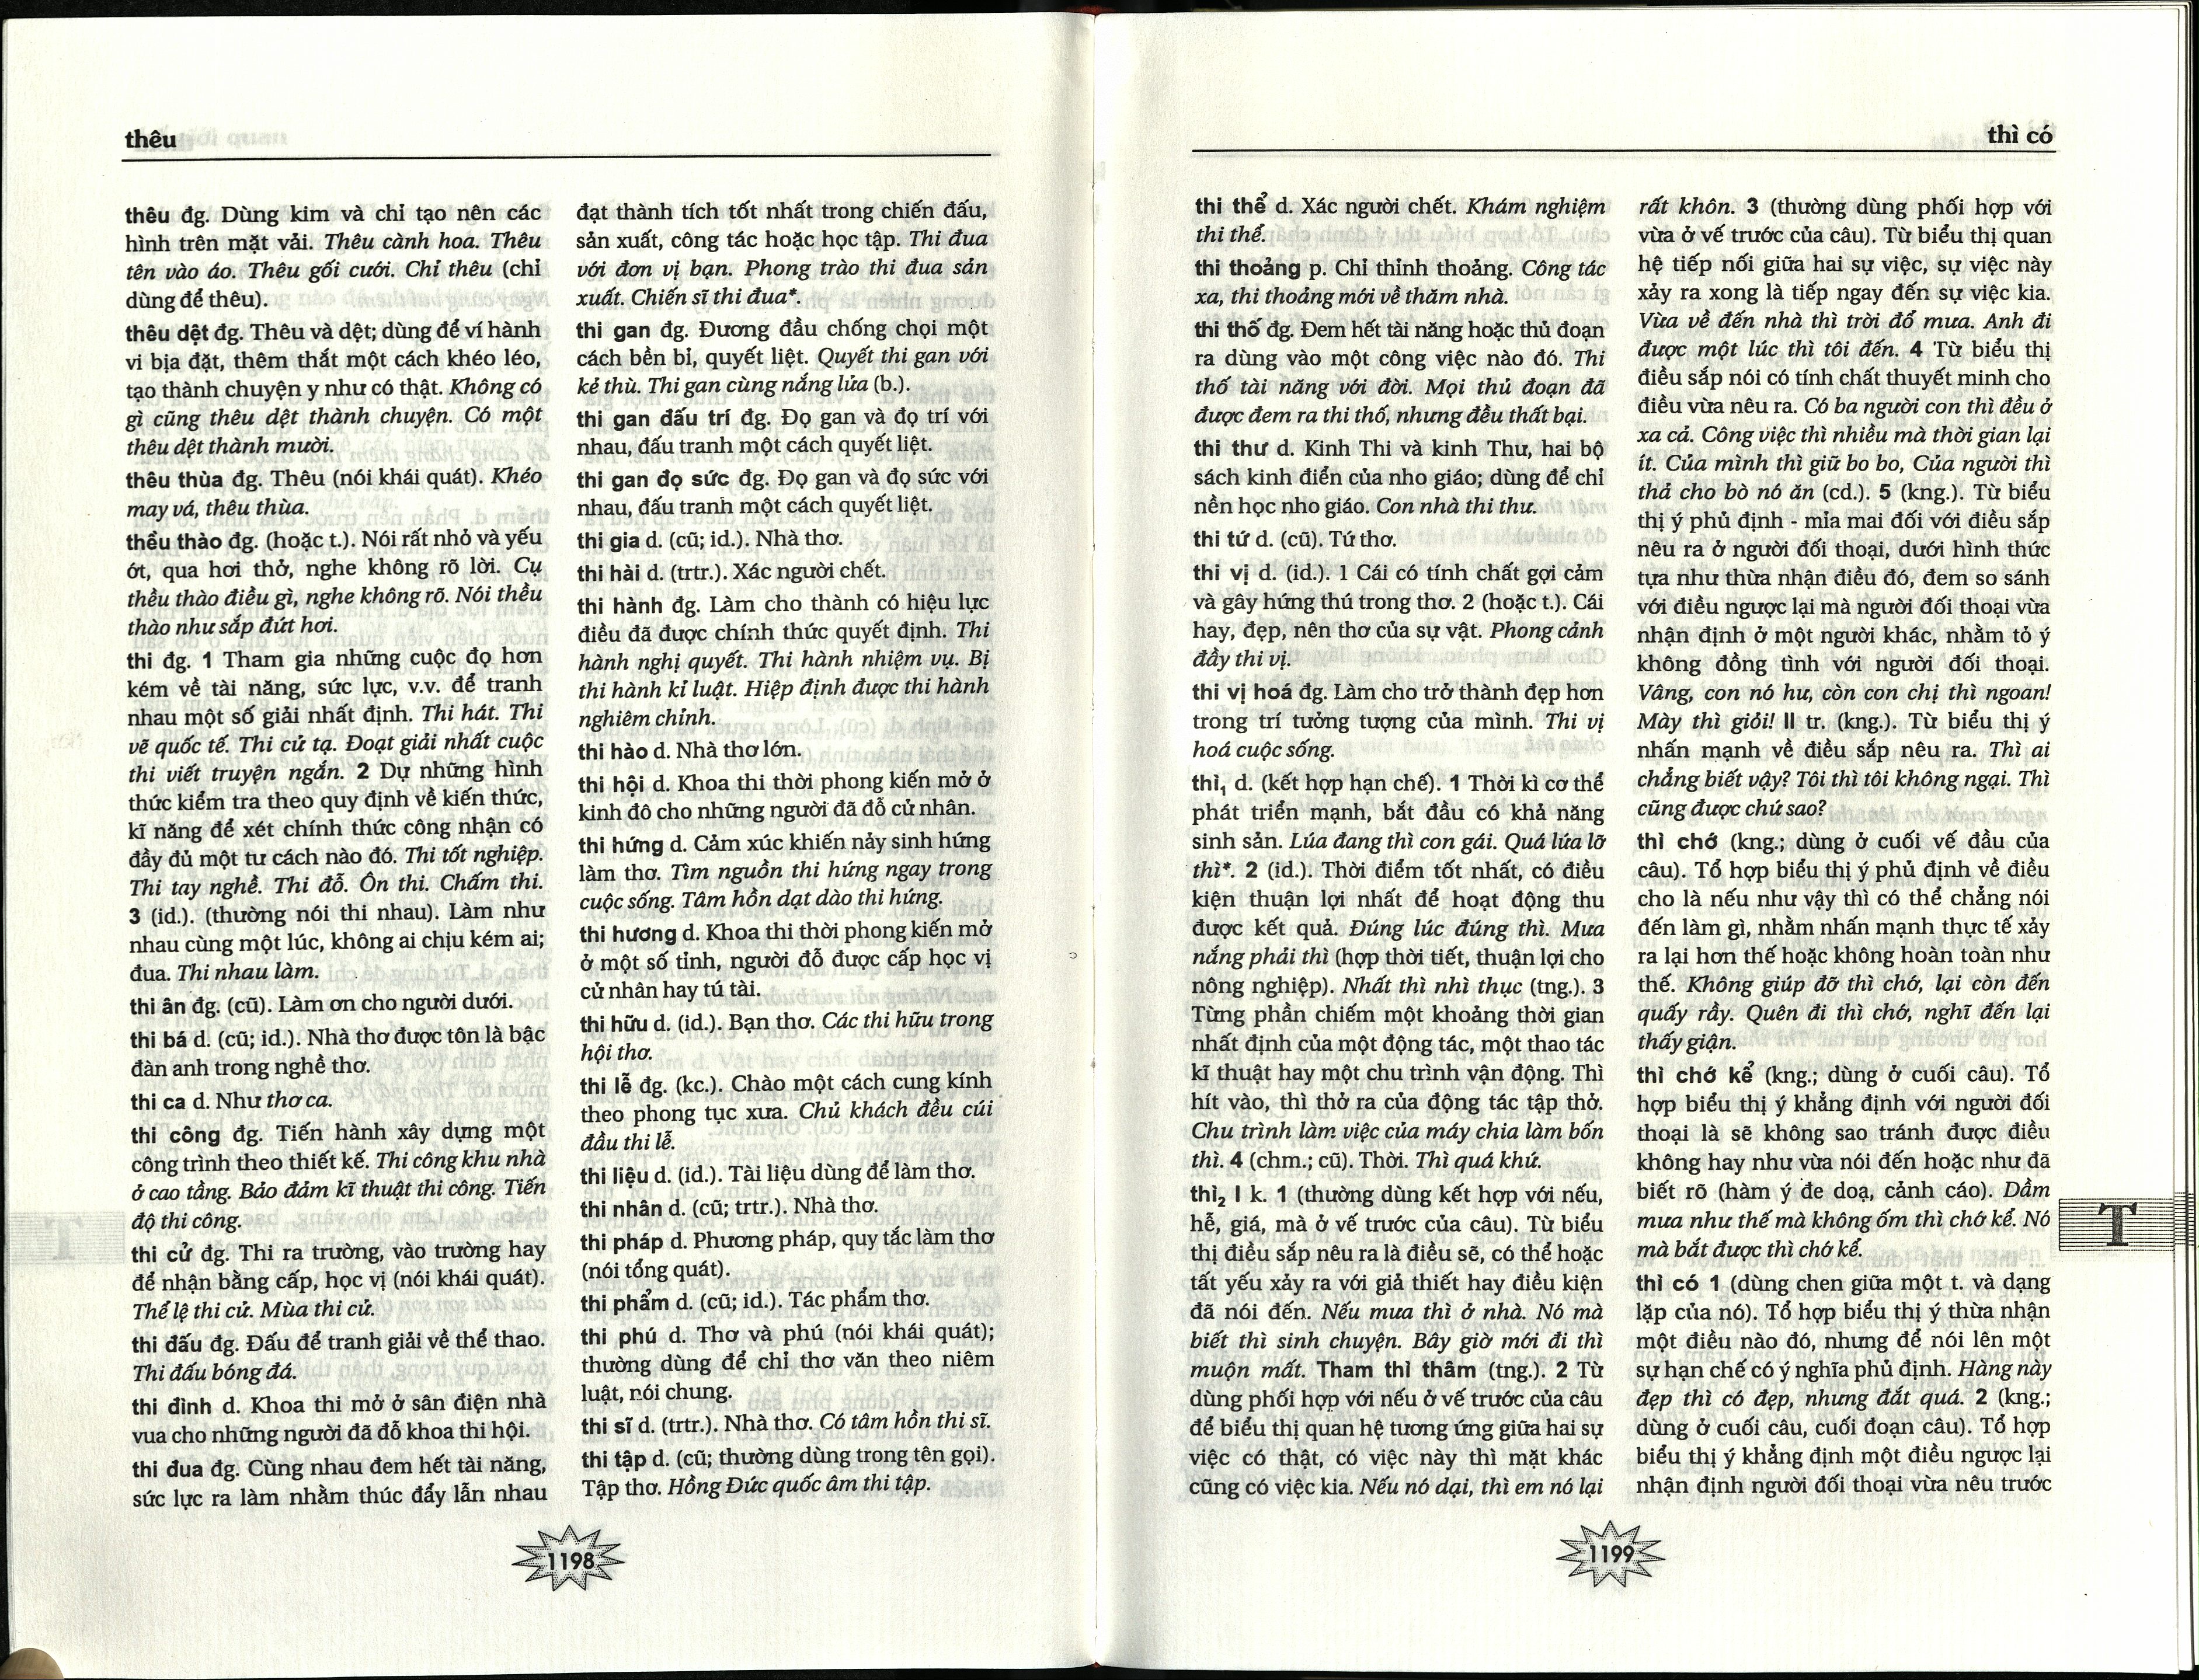 thêu
thêu đg. Dùng kim và chỉ tạo nên các
hình trên mặt vải. Thêu cành hoa. Thêu
tên vào áo. Thêu gối cưới. Chỉ thêu (chỉ
dùng để thêu).
thêu dệt đg. Thêu và dệt; dùng để ví hành
vi bịa đặt, thêm thắt một cách khéo léo,
tạo thành chuyện y như có thật. Không có
gì cũng thêu dệt thành chuyện. Có một
thêu dệt thành mười.
thêu thùa đg. Thêu (nói khái quát). Khéo
may vá, thêu thùa.
thều thào đg. (hoặc t.). Nói rất nhỏ và yếu
ớt, qua hơi thở, nghe không rõ lời. Cụ
thều thào điều gì, nghe không rõ. Nói thều
thào như sắp đứt hơi.
thi đg. 1 Tham gia những cuộc đọ hơn
kém về tài năng, sức lực, v.v. để tranh
nhau một số giải nhất định. Thi hát. Thi
vẽ quốc tế. Thi cử tạ. Đoạt giải nhất cuộc
thi viết truyện ngắn. 2 Dự những hình
thức kiểm tra theo quy định về kiến thức,
kĩ năng để xét chính thức công nhận có
đầy đủ một tư cách nào đó. Thi tốt nghiệp.
Thi tay nghề. Thi đỗ. Ôn thi. Chấm thi.
3 (id.). (thường nói thi nhau). Làm như
nhau cùng một lúc, không ai chịu kém ai;
đua. Thi nhau làm.
thi ân đg. (cũ). Làm ơn cho người dưới.
thi bá d. (cũ; id.). Nhà thơ được tôn là bậc
đàn anh trong nghề thơ.
thi ca d. Như thơ ca.
thi công đg. Tiến hành xây dựng một
công trình theo thiết kế. Thi công khu nhà
ở cao tầng. Bảo đảm kĩ thuật thi công. Tiến
độ thi công.
thi cử đg. Thi ra trường, vào trường hay
để nhận bằng cấp, học vị (nói khái quát).
Thể lệ thi cử. Mùa thi cử.
thi đấu đg. Đấu để tranh giải về thể thao.
Thi đấu bóng đá.
thi đình d. Khoa thi mở ở sân điện nhà
vua cho những người đã đỗ khoa thi hội.
thi đua đg. Cùng nhau đem hết tài năng,
sức lực ra làm nhằm thúc đẩy lẫn nhau
đạt thành tích tốt nhất trong chiến đấu,
sản xuất, công tác hoặc học tập. Thi đua
với đơn vị bạn. Phong trào thi đua sản
xuất. Chiến sĩ thi đua*.
thi gan đg. Đương đầu chống chọi một
cách bền bỉ, quyết liệt. Quyết thi gan với
kẻ thù. Thi gan cùng nắng lửa (b.).
thi gan đấu trí đg. Đọ gan và đọ trí với
nhau, đấu tranh một cách quyết liệt.
thi gan đọ sức đg. Đọ gan và đọ sức với
nhau, đấu tranh một cách quyết liệt.
thi gia d. (cũ; id.). Nhà thơ.
thi hài d. (trtr.). Xác người chết.
thi hành đg. Làm cho thành có hiệu lực
điều đã được chính thức quyết định. Thi
hành nghị quyết. Thi hành nhiệm vụ. Bị
thi hành kỉ luật. Hiệp định được thi hành
nghiêm chỉnh.
thi hào d. Nhà thơ lớn.
thi hội d. Khoa thi thời phong kiến mở ở
kinh đô cho những người đã đỗ cử nhân.
thi hứng d. Cảm xúc khiến nảy sinh hứng
làm thơ. Tìm nguồn thi hứng ngay trong
cuộc sống. Tâm hồn dạt dào thi hứng.
thi hương d. Khoa thi thời phong kiến mở
ở một số tỉnh, người đỗ được cấp học vị
cử nhân hay tú tài.
thi hữu d. (id.). Bạn thơ. Các thi hữu trong
hội thơ.
thi lễ đg. (kc.). Chào một cách cung kính
theo phong tục xưa. Chủ khách đều cúi
đầu thi lễ.
thi liệu d. (id.). Tài liệu dùng để làm thơ.
thi nhân d. (cũ; trtr.). Nhà thơ.
thi pháp d. Phương pháp, quy tắc làm thơ
(nói tổng quát).
thi phẩm d. (cũ; id.). Tác phẩm thơ.
thi phú d. Thơ và phú (nói khái quát);
thường dùng để chỉ thơ văn theo niêm
luật, nói chung.
thi sĩ d. (trtr.). Nhà thơ. Có tâm hồn thi sĩ.
thi tập d. (cũ; thường dùng trong tên gọi).
Tập thơ. Hồng Đức quốc âm thi tập.
1198
thì có
thi thể d. Xác người chết. Khám nghiệm
thi thể.
thi thoảng p. Chỉ thỉnh thoảng. Công tác
xa, thi thoảng mới về thăm nhà.
thi thố đg. Đem hết tài năng hoặc thủ đoạn
ra dùng vào một công việc nào đó. Thi
thố tài năng với đời. Mọi thủ đoạn đã
được đem ra thi thố, nhưng đều thất bại.
thi thư d. Kinh Thi và kinh Thư, hai bộ
sách kinh điển của nho giáo; dùng để chỉ
nền học nho giáo. Con nhà thi thư.
thi tứ d. (cũ). Tứ thơ.
thi vị d. (id.). 1 Cái có tính chất gợi cảm
và gây hứng thú trong thơ. 2 (hoặc t.). Cái
hay, đẹp, nên thơ của sự vật. Phong cảnh
đầy thi vị.
thi vị hoá đg. Làm cho trở thành đẹp hơn
trong trí tưởng tượng của mình. Thi vị
hoá cuộc sống.
thì₁ d. (kết hợp hạn chế). 1 Thời kì cơ thể
phát triển mạnh, bắt đầu có khả năng
sinh sản. Lúa đang thì con gái. Quá lứa lỡ
thì*. 2 (id.). Thời điểm tốt nhất, có điều
kiện thuận lợi nhất để hoạt động thu
được kết quả. Đúng lúc đúng thì. Mưa
nắng phải thì (hợp thời tiết, thuận lợi cho
nông nghiệp). Nhất thì nhì thục (tng.). 3
Từng phần chiếm một khoảng thời gian
nhất định của một động tác, một thao tác
kĩ thuật hay một chu trình vận động. Thì
hít vào, thì thở ra của động tác tập thở.
Chu trình làm việc của máy chia làm bốn
thì. 4 (chm.; cũ). Thời. Thì quá khứ.
thì₂ I k. 1 (thường dùng kết hợp với nếu,
hễ, giá, mà ở vế trước của câu). Từ biểu
thị điều sắp nêu ra là điều sẽ, có thể hoặc
tất yếu xảy ra với giả thiết hay điều kiện
đã nói đến. Nếu mưa thì ở nhà. Nó mà
biết thì sinh chuyện. Bây giờ mới đi thì
muộn mất. Tham thì thâm (tng.). 2 Từ
dùng phối hợp với nếu ở vế trước của câu
để biểu thị quan hệ tương ứng giữa hai sự
việc có thật, có việc này thì mặt khác
cũng có việc kia. Nếu nó dại, thì em nó lại
rất khôn. 3 (thường dùng phối hợp với
vừa ở vế trước của câu). Từ biểu thị quan
hệ tiếp nối giữa hai sự việc, sự việc này
xảy ra xong là tiếp ngay đến sự việc kia.
Vừa về đến nhà thì trời đổ mưa. Anh đi
được một lúc thì tôi đến. 4 Từ biểu thị
điều sắp nói có tính chất thuyết minh cho
điều vừa nêu ra. Có ba người con thì đều ở
xa cả. Công việc thì nhiều mà thời gian lại
ít. Của mình thì giữ bo bo, Của người thì
thả cho bò nó ăn (cd.). 5 (kng.). Từ biểu
thị ý phủ định - mỉa mai đối với điều sắp
nêu ra ở người đối thoại, dưới hình thức
tựa như thừa nhận điều đó, đem so sánh
với điều ngược lại mà người đối thoại vừa
nhận định ở một người khác, nhằm tỏ ý
không đồng tình với người đối thoại.
Vâng, con nó hư, còn con chị thì ngoan!
Mày thì giỏi! II tr. (kng.). Từ biểu thị ý
nhấn mạnh về điều sắp nêu ra. Thì ai
chẳng biết vậy? Tôi thì tôi không ngại. Thì
cũng được chứ sao?
thì chớ (kng.; dùng ở cuối vế đầu của
câu). Tổ hợp biểu thị ý phủ định về điều
cho là nếu như vậy thì có thể chẳng nói
đến làm gì, nhằm nhấn mạnh thực tế xảy
ra lại hơn thế hoặc không hoàn toàn như
thế. Không giúp đỡ thì chớ, lại còn đến
quấy rầy. Quên đi thì chớ, nghĩ đến lại
thấy giận.
thì chớ kể (kng.; dùng ở cuối câu). Tổ
hợp biểu thị ý khẳng định với người đối
thoại là sẽ không sao tránh được điều
không hay như vừa nói đến hoặc như đã
biết rõ (hàm ý đe doạ, cảnh cáo). Dầm
mưa như thế mà không ốm thì chớ kể. Nó
mà bắt được thì chớ kể.
thì có 1 (dùng chen giữa một t. và dạng
lặp của nó). Tổ hợp biểu thị ý thừa nhận
một điều nào đó, nhưng để nói lên một
sự hạn chế có ý nghĩa phủ định. Hàng này
đẹp thì có đẹp, nhưng đắt quá. 2 (kng.;
dùng ở cuối câu, cuối đoạn câu). Tổ hợp
biểu thị ý khẳng định một điều ngược lại
nhận định người đối thoại vừa nêu trước
T
1199